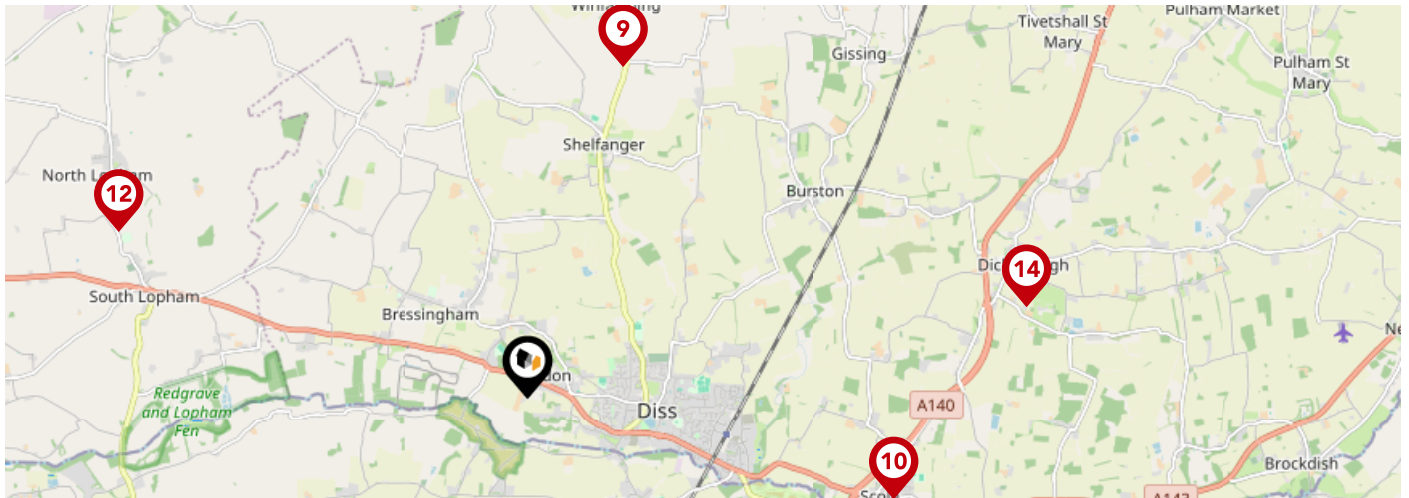 9
Tivetshall St
Mary
Pulham Market
Gissing
Pulham St
Mary
Shelfanger
North
12
Burston
14
South Lopham
Bressingham
Redgrave
and Lopham
Fen
Diss
A140
10
Brockdish
A143